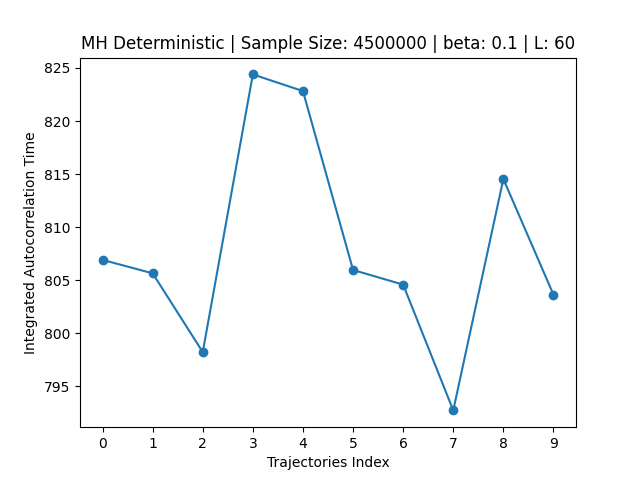 MH Deterministic | Sample Size: 4500000 | beta: 0.1 | L: 60
825
820
815
810
805
800
795
Integrated Autocorrelation Time
0 1 2 3 4 5 6 7 8 9
Trajectories Index